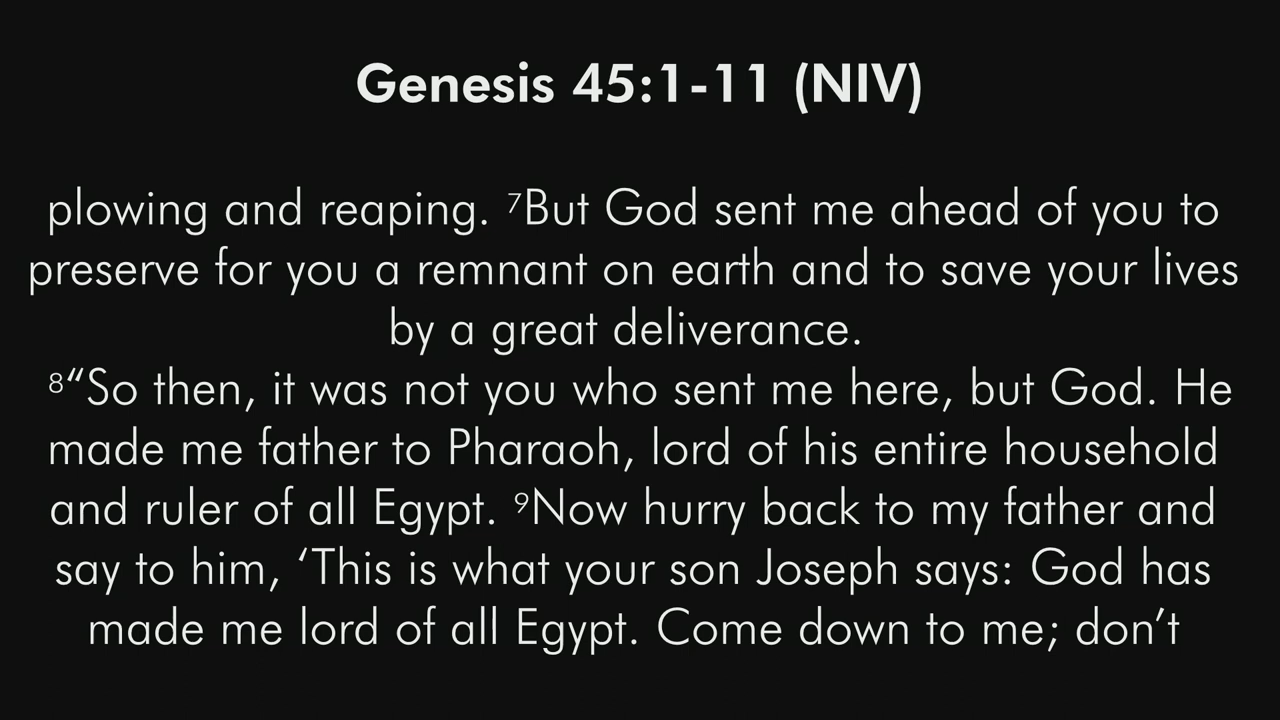 Genesis 45:1-11 (NIV)
plowing and reaping. ⁷But God sent me ahead of you to
preserve for you a remnant on earth and to save your lives
by a great deliverance.
⁸“So then, it was not you who sent me here, but God. He
made me father to Pharaoh, lord of his entire household
and ruler of all Egypt. ⁹Now hurry back to my father and
say to him, ‘This is what your son Joseph says: God has
made me lord of all Egypt. Come down to me; don’t